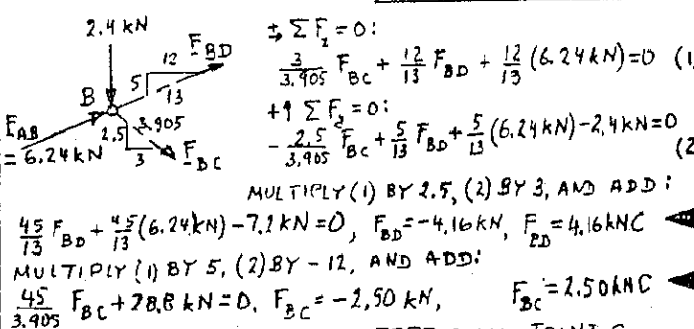 2.4 kN
12
F_BD
5
13
B
F_AB
= 6.24 kN
2.5
3.905
3
F_BC
+→ Σ F_x = 0:
3/3.905 F_BC + 12/13 F_BD + 12/13 (6.24 kN) = 0 (1)
+↑ Σ F_y = 0:
- 2.5/3.905 F_BC + 5/13 F_BD + 5/13 (6.24 kN) - 2.4 kN = 0
(2
MULTIPLY (1) BY 2.5, (2) BY 3, AND ADD:
45/13 F_BD + 45/13 (6.24 kN) - 7.2 kN = 0, F_BD = -4.16 kN, F_BD = 4.16 kN C ◄
MULTIPLY (1) BY 5, (2) BY - 12, AND ADD:
45/3.905 F_BC + 28.8 kN = 0, F_BC = -2.50 kN, F_BC = 2.50 kN C ◄